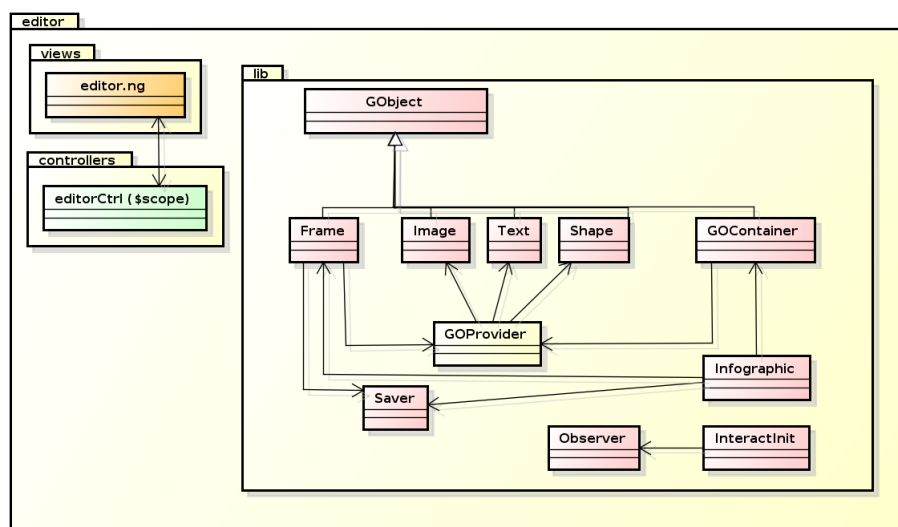 editor
views
editor.ng
controllers
editorCtrl ($scope)
lib
GObject
Frame
Image
Text
Shape
GOContainer
GOProvider
Infographic
Saver
Observer
InteractInit